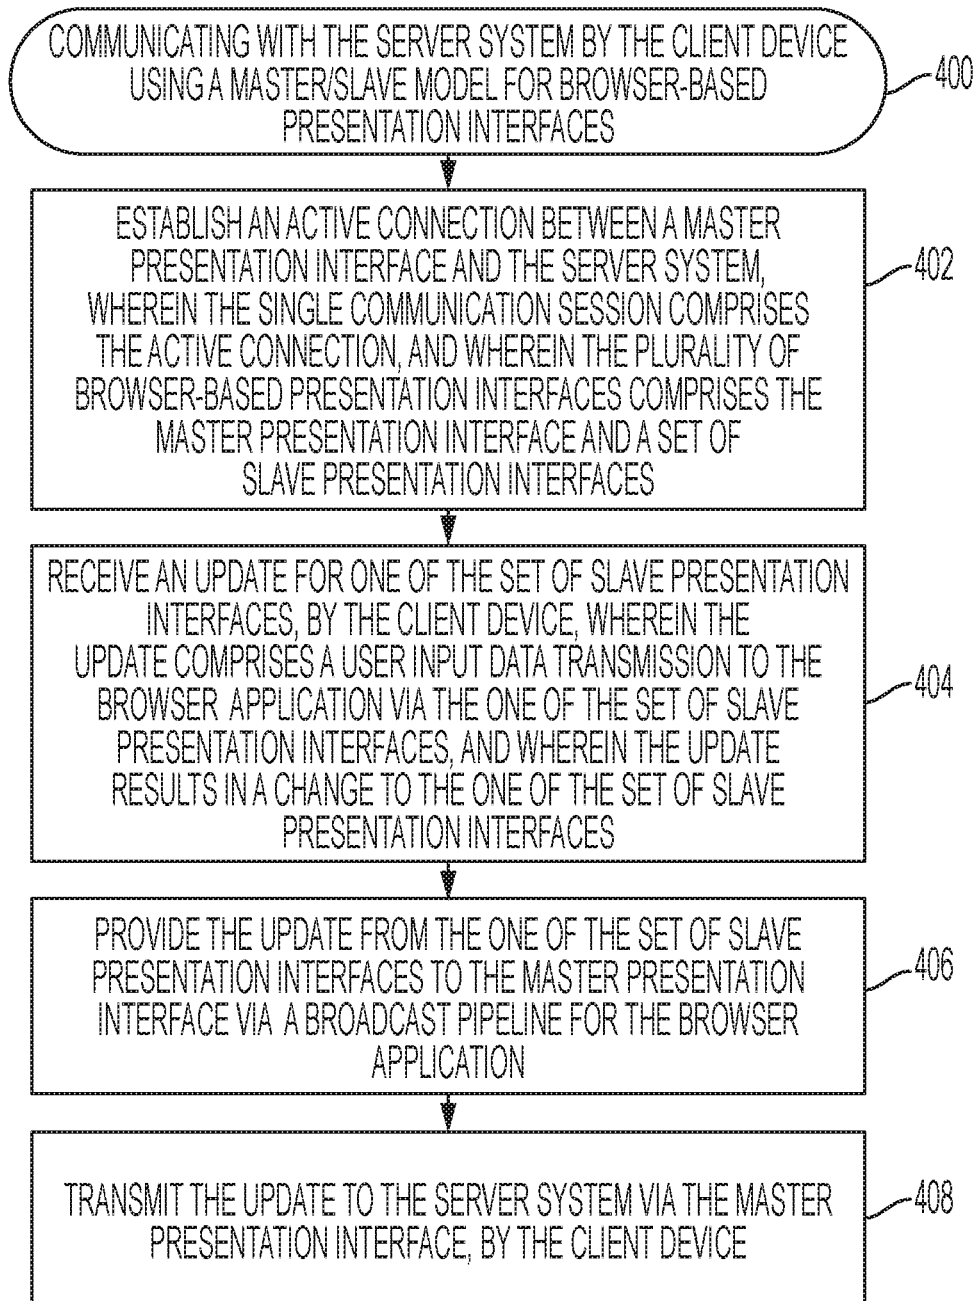 COMMUNICATING WITH THE SERVER SYSTEM BY THE CLIENT DEVICE
USING A MASTER/SLAVE MODEL FOR BROWSER-BASED
PRESENTATION INTERFACES
400
ESTABLISH AN ACTIVE CONNECTION BETWEEN A MASTER
PRESENTATION INTERFACE AND THE SERVER SYSTEM,
WHEREIN THE SINGLE COMMUNICATION SESSION COMPRISES
THE ACTIVE CONNECTION, AND WHEREIN THE PLURALITY OF
BROWSER-BASED PRESENTATION INTERFACES COMPRISES THE
MASTER PRESENTATION INTERFACE AND A SET OF
SLAVE PRESENTATION INTERFACES
402
RECEIVE AN UPDATE FOR ONE OF THE SET OF SLAVE PRESENTATION
INTERFACES, BY THE CLIENT DEVICE, WHEREIN THE
UPDATE COMPRISES A USER INPUT DATA TRANSMISSION TO THE
BROWSER APPLICATION VIA THE ONE OF THE SET OF SLAVE
PRESENTATION INTERFACES, AND WHEREIN THE UPDATE
RESULTS IN A CHANGE TO THE ONE OF THE SET OF SLAVE
PRESENTATION INTERFACES
404
PROVIDE THE UPDATE FROM THE ONE OF THE SET OF SLAVE
PRESENTATION INTERFACES TO THE MASTER PRESENTATION
INTERFACE VIA A BROADCAST PIPELINE FOR THE BROWSER
APPLICATION
406
TRANSMIT THE UPDATE TO THE SERVER SYSTEM VIA THE MASTER
PRESENTATION INTERFACE, BY THE CLIENT DEVICE
408